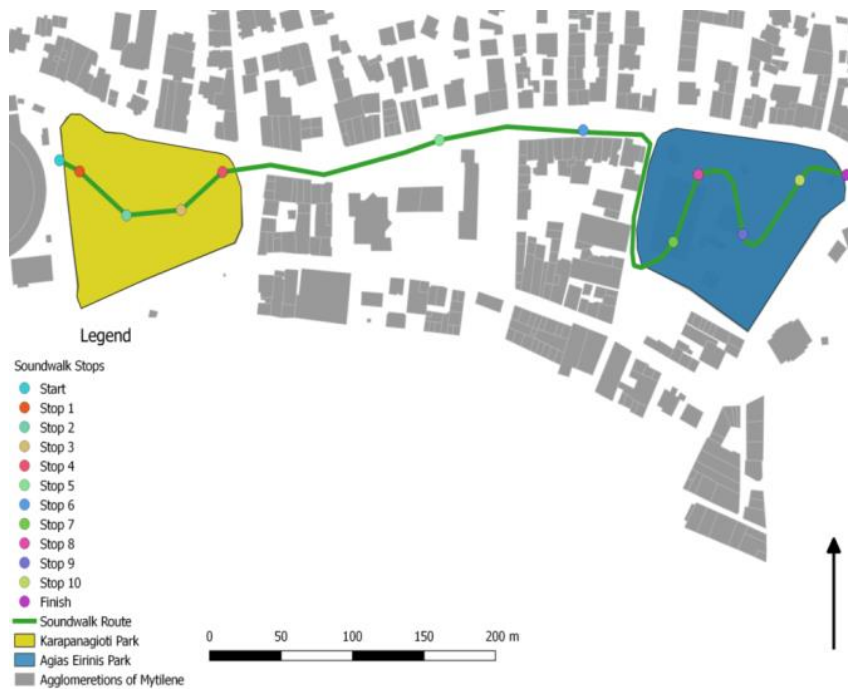 Legend
Soundwalk Stops
Start
Stop 1
Stop 2
Stop 3
Stop 4
Stop 5
Stop 6
Stop 7
Stop 8
Stop 9
Stop 10
Finish
Soundwalk Route
Karapanagioti Park
Agias Eirinis Park
Agglomeretions of Mytilene
0 50 100 150 200 m